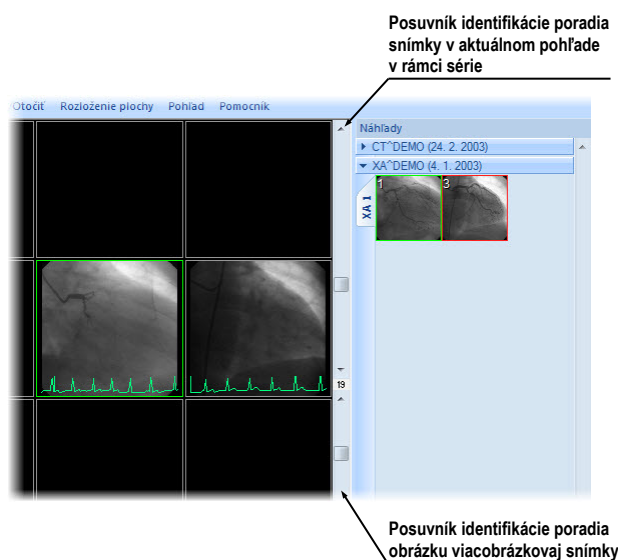 Posuvník identifikácie poradia
snímky v aktuálnom pohľade
v rámci série
Otočiť Rozloženie plochy Pohľad Pomocník
Náhľady
CT^DEMO (24. 2. 2003)
XA^DEMO (4. 1. 2003)
XA 1
1
3
19
Posuvník identifikácie poradia
obrázku viacobrázkovaj snímky